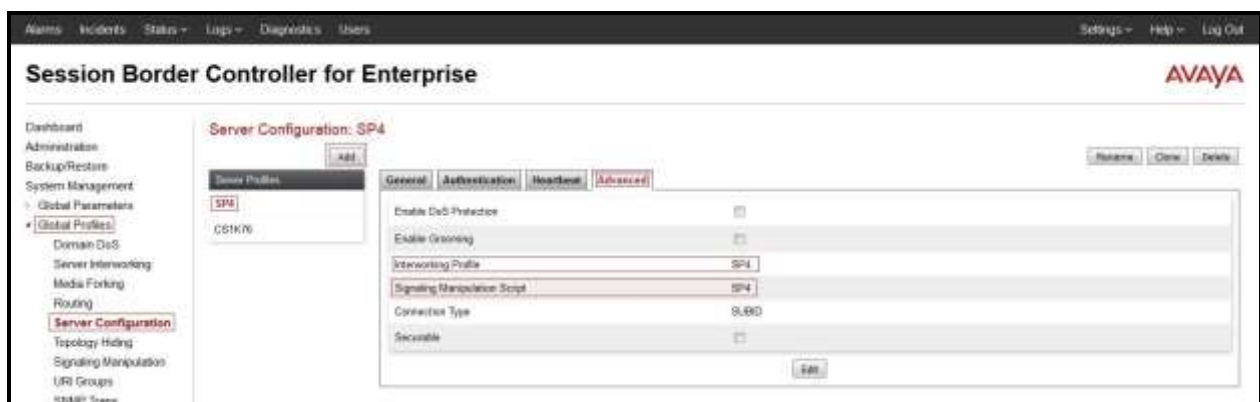 Alarms Incidents Status Logs Diagnostics Users Settings Help Log Out
Session Border Controller for Enterprise
AVAYA
Dashboard
Administration
Backup/Restore
System Management
Global Parameters
Global Profiles
Domain DoS
Server Interworking
Media Forking
Routing
Server Configuration
Topology Hiding
Signaling Manipulation
URI Groups
SNMP Traps
Server Configuration: SP4
Add
Rename Clone Delete
Server Profiles
SP4
CS1K76
General Authentication Heartbeat Advanced
Enable DoS Protection
Enable Grooming
Interworking Profile SP4
Signaling Manipulation Script SP4
Connection Type SUBID
Securable
Edit